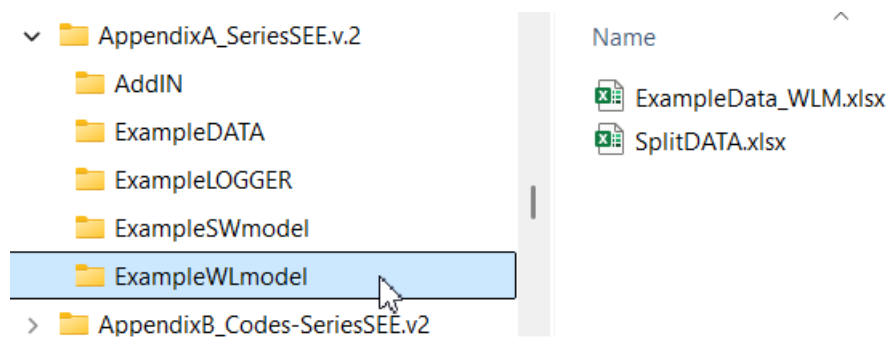 AppendixA_SeriesSEE.v.2
AddIN
ExampleDATA
ExampleLOGGER
ExampleSWmodel
ExampleWLmodel
AppendixB_Codes-SeriesSEE.v2
Name
ExampleData_WLM.xlsx
SplitDATA.xlsx